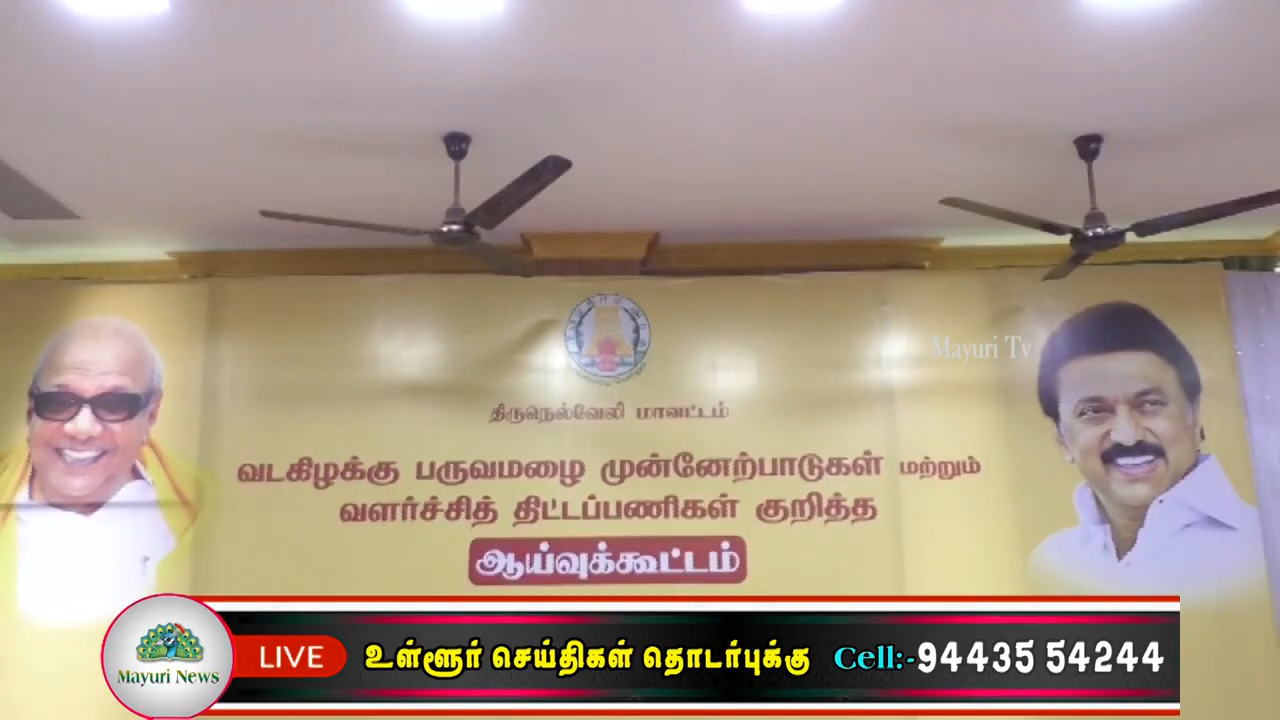 Mayuri Tv
திருநெல்வேலி மாவட்டம்
வடகிழக்கு பருவமழை முன்னேற்பாடுகள் மற்றும்
வளர்ச்சித் திட்டப்பணிகள் குறித்த
ஆய்வுக்கூட்டம்
LIVE உள்ளூர் செய்திகள் தொடர்புக்கு Cell:-94435 54244
Mayuri News